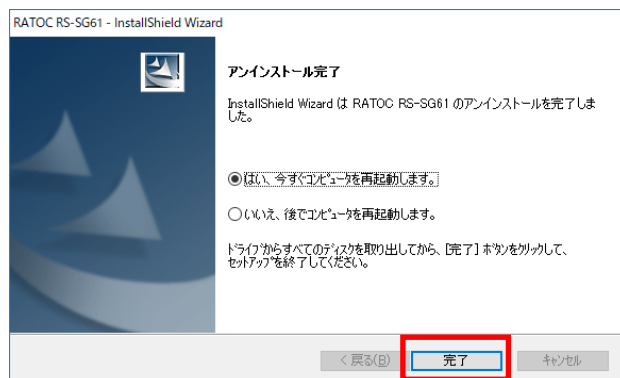 RATOC RS-SG61 - InstallShield Wizard
アンインストール完了
InstallShield Wizard は RATOC RS-SG61 のアンインストールを完了しま
した。
はい、今すぐコンピュータを再起動します。
いいえ、後でコンピュータを再起動します。
ドライブからすべてのディスクを取り出してから、[完了] ボタンをクリックして、
セットアップを終了してください。
< 戻る(B) 完了 キャンセル